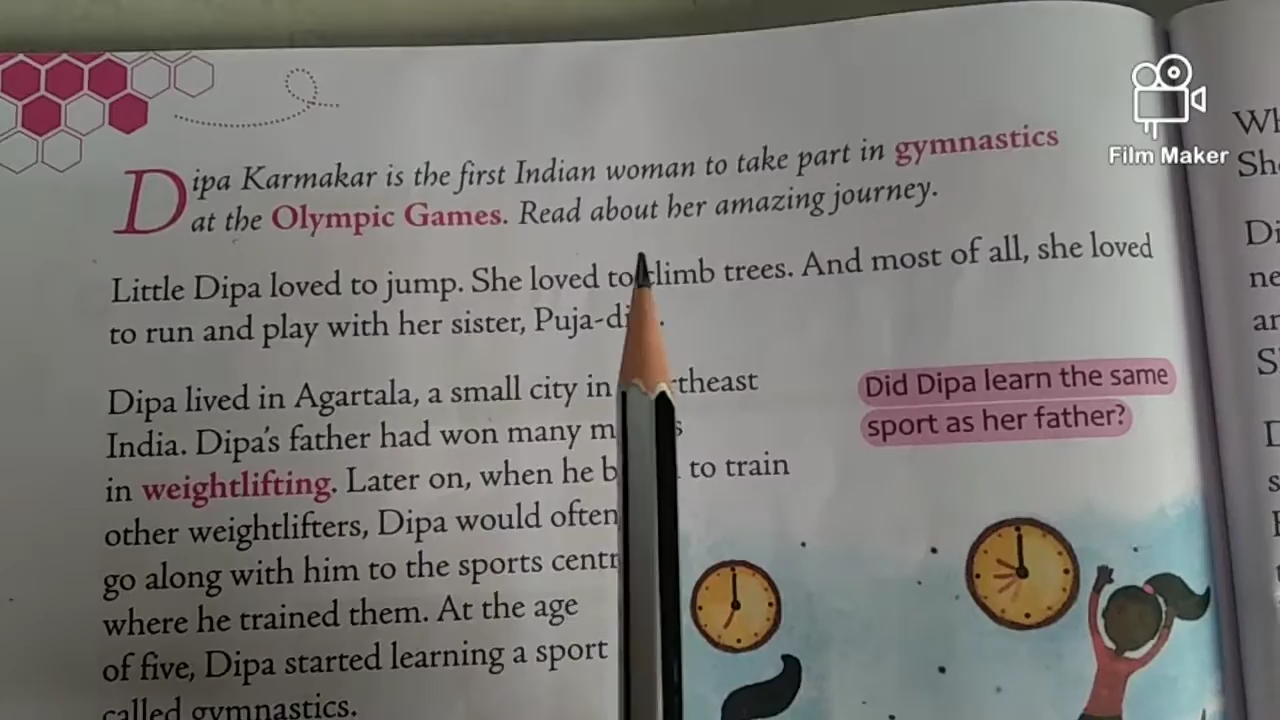 Dipa Karmakar is the first Indian woman to take part in gymnastics
at the Olympic Games. Read about her amazing journey.
Little Dipa loved to jump. She loved to climb trees. And most of all, she loved
to run and play with her sister, Puja-di.
Dipa lived in Agartala, a small city in
India. Dipa's father had won many
in weightlifting. Later on, when he to train
other weightlifters, Dipa would often
go along with him to the sports
where he trained them. At the age
of five, Dipa started learning a sport
called gymnastics.
Did Dipa learn the same
sport as her father?
Film Maker